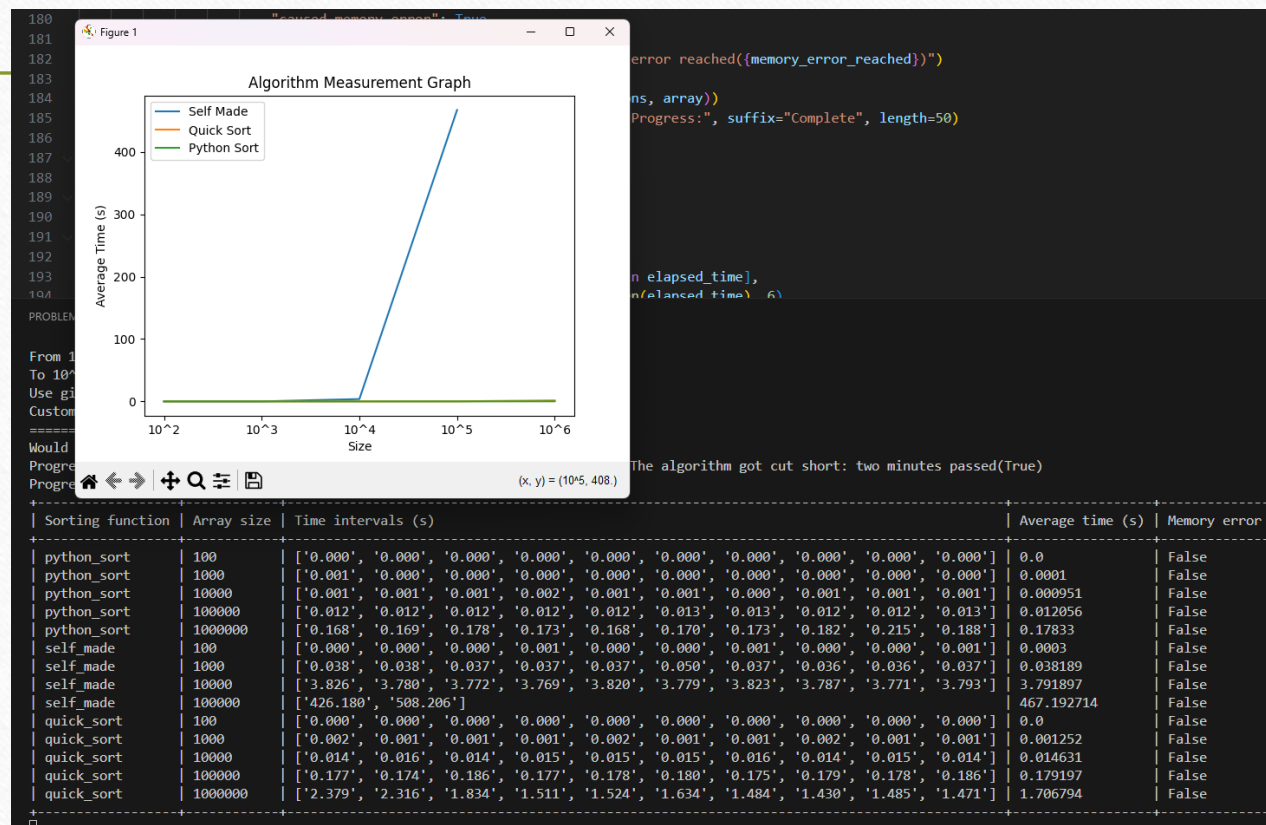 180 "caused_memory_error": True
Figure 1
181
182 error reached({memory_error_reached})")
183
184 ns, array))
185 Progress:", suffix="Complete", length=50)
186
187
188
189
190
191
192
193 n elapsed_time],
194 n(elapsed_time), 6)
Algorithm Measurement Graph
Self Made
Quick Sort
Python Sort
Average Time (s)
400
300
200
100
0
10^2 10^3 10^4 10^5 10^6
Size
(x, y) = (10^5, 408.)
PROBLEM
From 1
To 10^
Use gi
Custom
======
Would
Progre The algorithm got cut short: two minutes passed(True)
Progre
+------------------+------------+
| Sorting function | Array size | Time intervals (s) | Average time (s) | Memory error
| python_sort | 100 | ['0.000', '0.000', '0.000', '0.000', '0.000', '0.000', '0.000', '0.000', '0.000', '0.000'] | 0.0 | False
| python_sort | 1000 | ['0.001', '0.000', '0.000', '0.000', '0.000', '0.000', '0.000', '0.000', '0.000', '0.000'] | 0.0001 | False
| python_sort | 10000 | ['0.001', '0.001', '0.001', '0.002', '0.001', '0.001', '0.000', '0.001', '0.001', '0.001'] | 0.000951 | False
| python_sort | 100000 | ['0.012', '0.012', '0.012', '0.012', '0.012', '0.013', '0.013', '0.012', '0.012', '0.013'] | 0.012056 | False
| python_sort | 1000000 | ['0.168', '0.169', '0.178', '0.173', '0.168', '0.170', '0.173', '0.182', '0.215', '0.188'] | 0.17833 | False
| self_made | 100 | ['0.000', '0.000', '0.000', '0.001', '0.000', '0.000', '0.001', '0.000', '0.000', '0.001'] | 0.0003 | False
| self_made | 1000 | ['0.038', '0.038', '0.037', '0.037', '0.037', '0.050', '0.037', '0.036', '0.036', '0.037'] | 0.038189 | False
| self_made | 10000 | ['3.826', '3.780', '3.772', '3.769', '3.820', '3.779', '3.823', '3.787', '3.771', '3.793'] | 3.791897 | False
| self_made | 100000 | ['426.180', '508.206'] | 467.192714 | False
| quick_sort | 100 | ['0.000', '0.000', '0.000', '0.000', '0.000', '0.000', '0.000', '0.000', '0.000', '0.000'] | 0.0 | False
| quick_sort | 1000 | ['0.002', '0.001', '0.001', '0.001', '0.002', '0.001', '0.001', '0.002', '0.001', '0.001'] | 0.001252 | False
| quick_sort | 10000 | ['0.014', '0.016', '0.014', '0.015', '0.015', '0.015', '0.016', '0.014', '0.015', '0.014'] | 0.014631 | False
| quick_sort | 100000 | ['0.177', '0.174', '0.186', '0.177', '0.178', '0.180', '0.175', '0.179', '0.178', '0.186'] | 0.179197 | False
| quick_sort | 1000000 | ['2.379', '2.316', '1.834', '1.511', '1.524', '1.634', '1.484', '1.430', '1.485', '1.471'] | 1.706794 | False